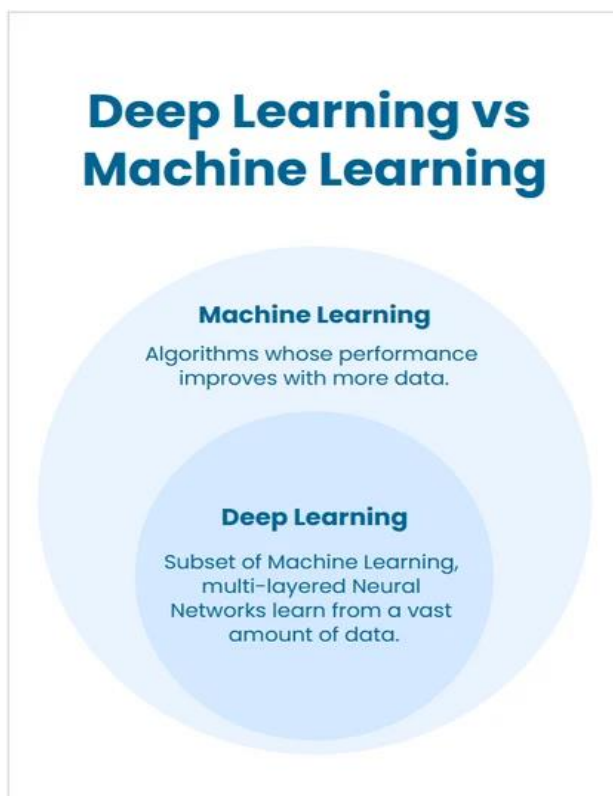 Deep Learning vs
Machine Learning
Machine Learning
Algorithms whose performance
improves with more data.
Deep Learning
Subset of Machine Learning,
multi-layered Neural
Networks learn from a vast
amount of data.